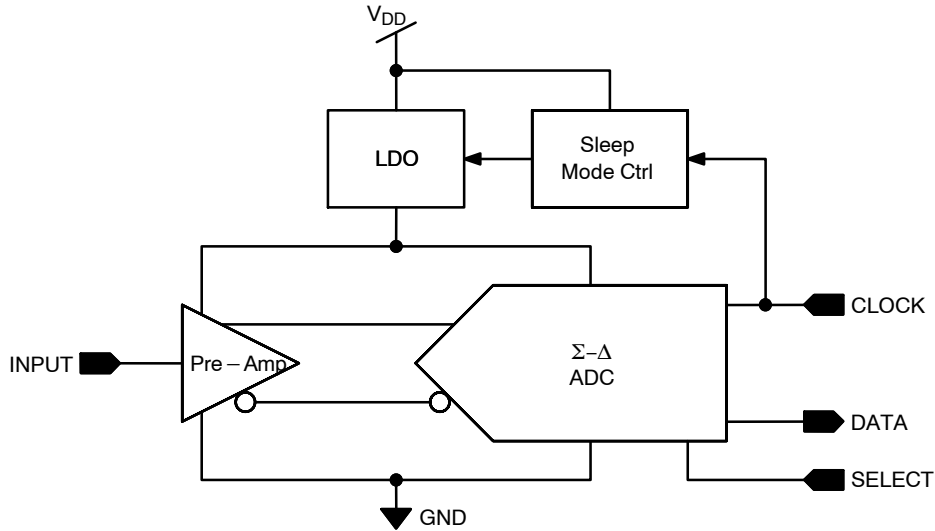 VDD
LDO
Sleep
Mode Ctrl
CLOCK
INPUT
Pre – Amp
Σ–Δ
ADC
DATA
SELECT
GND